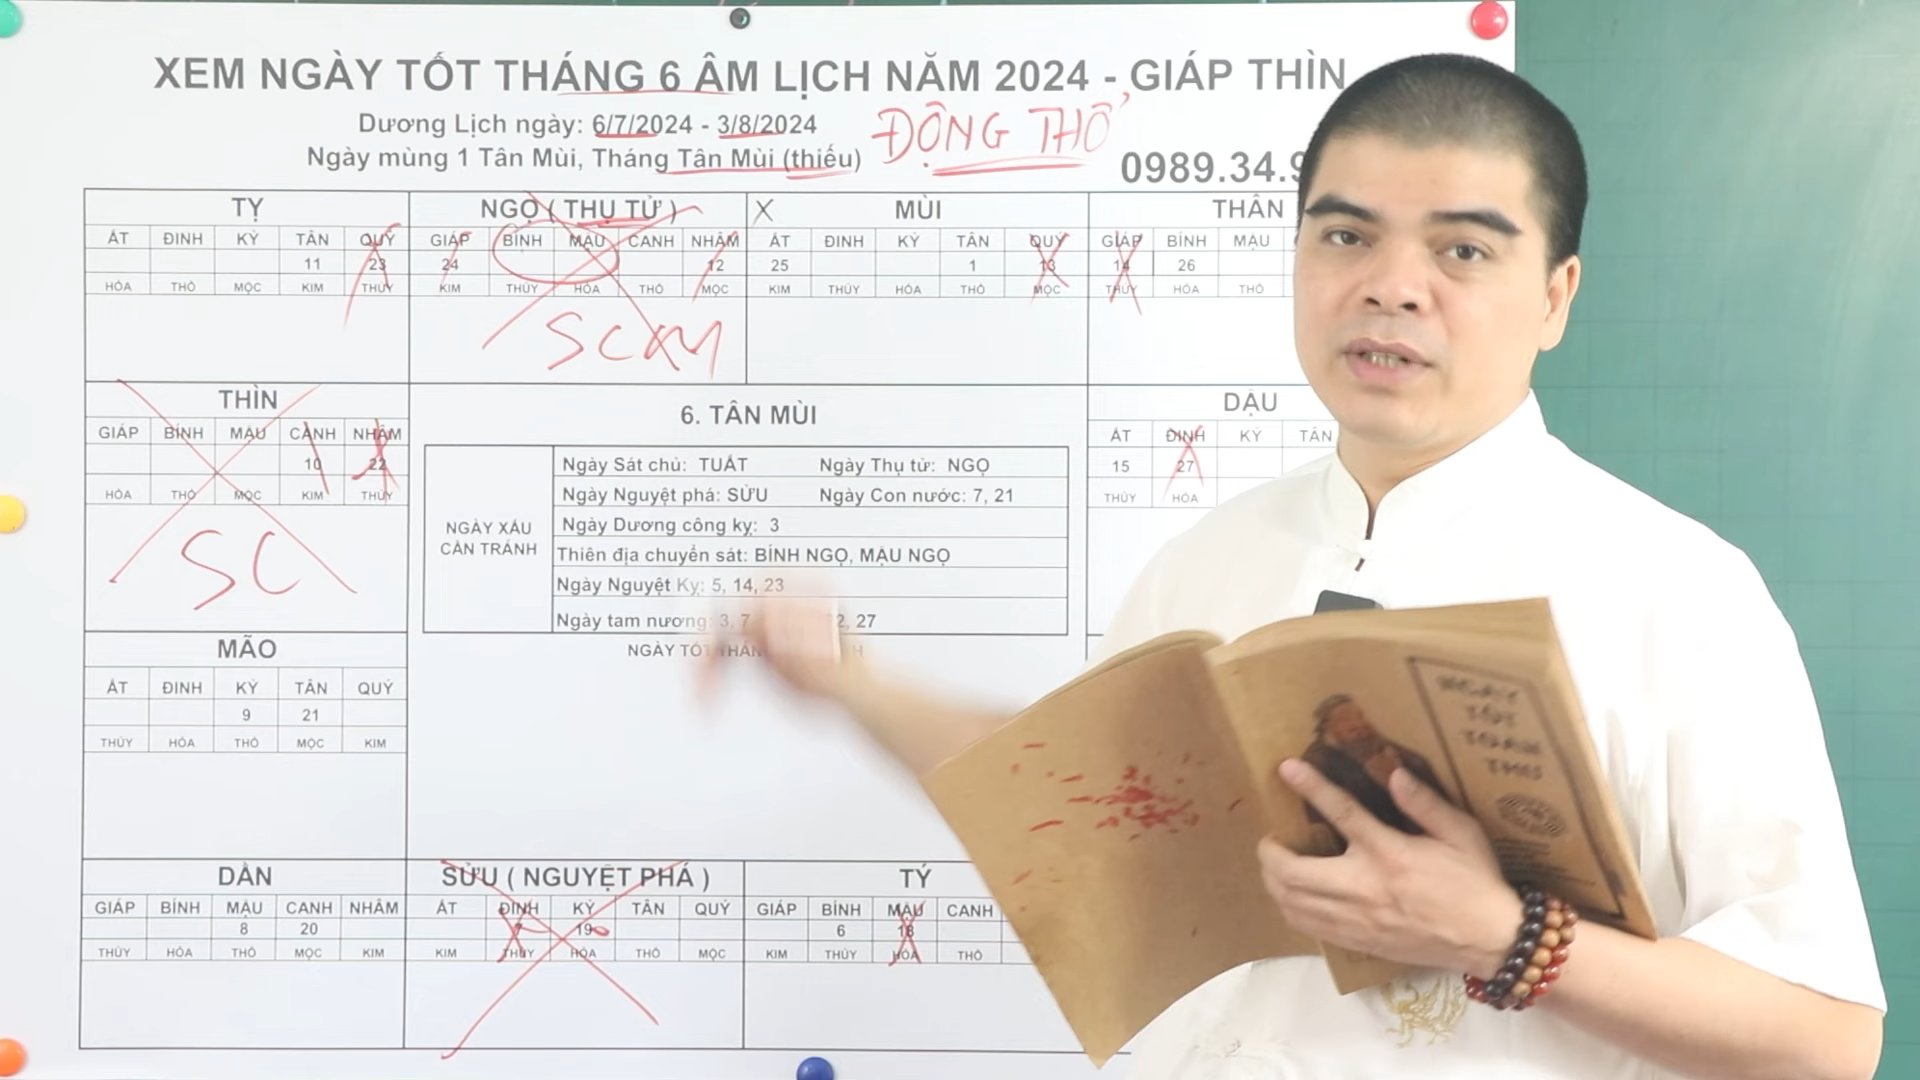 XEM NGÀY TỐT THÁNG 6 ÂM LỊCH NĂM 2024 - GIÁP THÌN
Dương Lịch ngày: 6/7/2024 - 3/8/2024
ĐỘNG THỔ
Ngày mùng 1 Tân Mùi, Tháng Tân Mùi (thiếu)
0989.34.9
TỴ
NGỌ ( THỤ TỬ )
X
MÙI
THÂN
ẤT ĐINH KỶ TÂN QUÝ
GIÁP BÍNH MẬU CANH NHÂM
ẤT ĐINH KỶ TÂN QUÝ
GIÁP BÍNH MẬU
11 23
24 12
25 1 13
14 26
HỎA THỔ MỘC KIM THỦY
KIM THỦY HỎA THỔ MỘC
KIM THỦY HỎA THỔ MỘC
THỦY HỎA THỔ
THÌN
GIÁP BÍNH MẬU CANH NHÂM
10 22
HỎA THỔ MỘC KIM THỦY
SC
6. TÂN MÙI
NGÀY XẤU
CẦN TRÁNH
Ngày Sát chủ: TUẤT Ngày Thụ tử: NGỌ
Ngày Nguyệt phá: SỬU Ngày Con nước: 7, 21
Ngày Dương công kỵ: 3
Thiên địa chuyển sát: BÍNH NGỌ, MẬU NGỌ
Ngày Nguyệt Kỵ: 5, 14, 23
Ngày tam nương: 3, 7 2, 27
NGÀY TỐT THÁN H
DẬU
ẤT ĐINH KỶ TÂN
15 27
THỦY HỎA
MÃO
ẤT ĐINH KỶ TÂN QUÝ
9 21
THỦY HỎA THỔ MỘC KIM
DẦN
GIÁP BÍNH MẬU CANH NHÂM
8 20
THỦY HỎA THỔ MỘC KIM
SỬU ( NGUYỆT PHÁ )
ẤT ĐINH KỶ TÂN QUÝ
7 19
KIM THỦY HỎA THỔ MỘC
TÝ
GIÁP BÍNH MẬU CANH
6 18
KIM THỦY HỎA THỔ
NGÀY
TỐT
TOÀN
THƯ